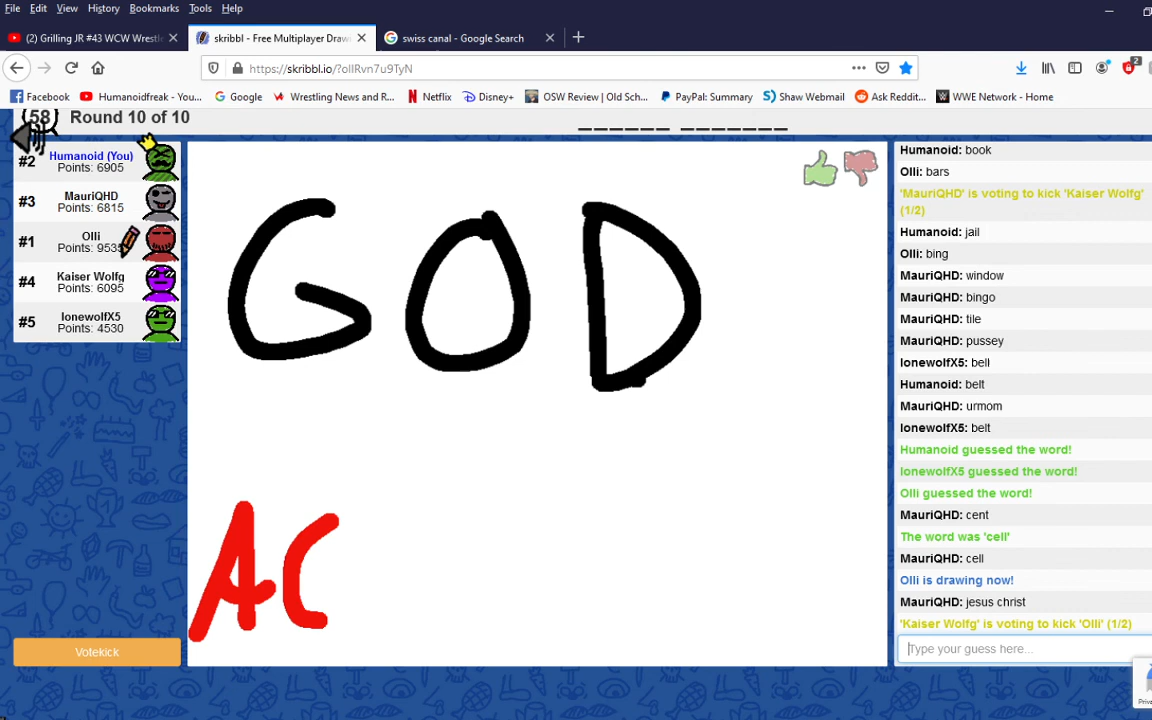 File Edit View History Bookmarks Tools Help
(2) Grilling JR #43 WCW Wrestl
skribbl - Free Multiplayer Draw
swiss canal - Google Search
https://skribbl.io/?olIRvn7u9TyN
Facebook Humanoidfreak - You... Google Wrestling News and R... Netflix Disney+ OSW Review | Old Sch... PayPal: Summary Shaw Webmail Ask Reddit... WWE Network - Home
58 Round 10 of 10
______ _______
#2 Humanoid (You)
Points: 6905
#3 MauriQHD
Points: 6815
#1 Olli
Points: 9535
#4 Kaiser Wolfg
Points: 6095
#5 lonewolfX5
Points: 4530
Votekick
GOD
AC
Humanoid: book
Olli: bars
'MauriQHD' is voting to kick 'Kaiser Wolfg'
(1/2)
Humanoid: jail
Olli: bing
MauriQHD: window
MauriQHD: bingo
MauriQHD: tile
MauriQHD: pussey
lonewolfX5: bell
Humanoid: belt
MauriQHD: urmom
lonewolfX5: belt
Humanoid guessed the word!
lonewolfX5 guessed the word!
Olli guessed the word!
MauriQHD: cent
The word was 'cell'
MauriQHD: cell
Olli is drawing now!
MauriQHD: jesus christ
'Kaiser Wolfg' is voting to kick 'Olli' (1/2)
Type your guess here...